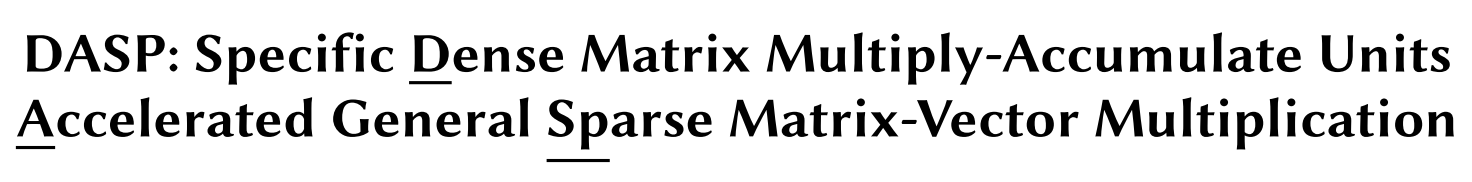 DASP: Specific Dense Matrix Multiply-Accumulate Units
Accelerated General Sparse Matrix-Vector Multiplication